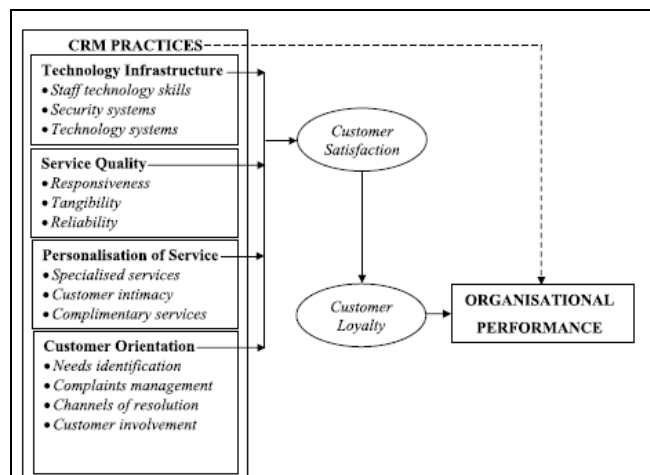 CRM PRACTICES
Technology Infrastructure
• Staff technology skills
• Security systems
• Technology systems
Service Quality
• Responsiveness
• Tangibility
• Reliability
Personalisation of Service
• Specialised services
• Customer intimacy
• Complimentary services
Customer Orientation
• Needs identification
• Complaints management
• Channels of resolution
• Customer involvement
Customer
Satisfaction
Customer
Loyalty
ORGANISATIONAL
PERFORMANCE